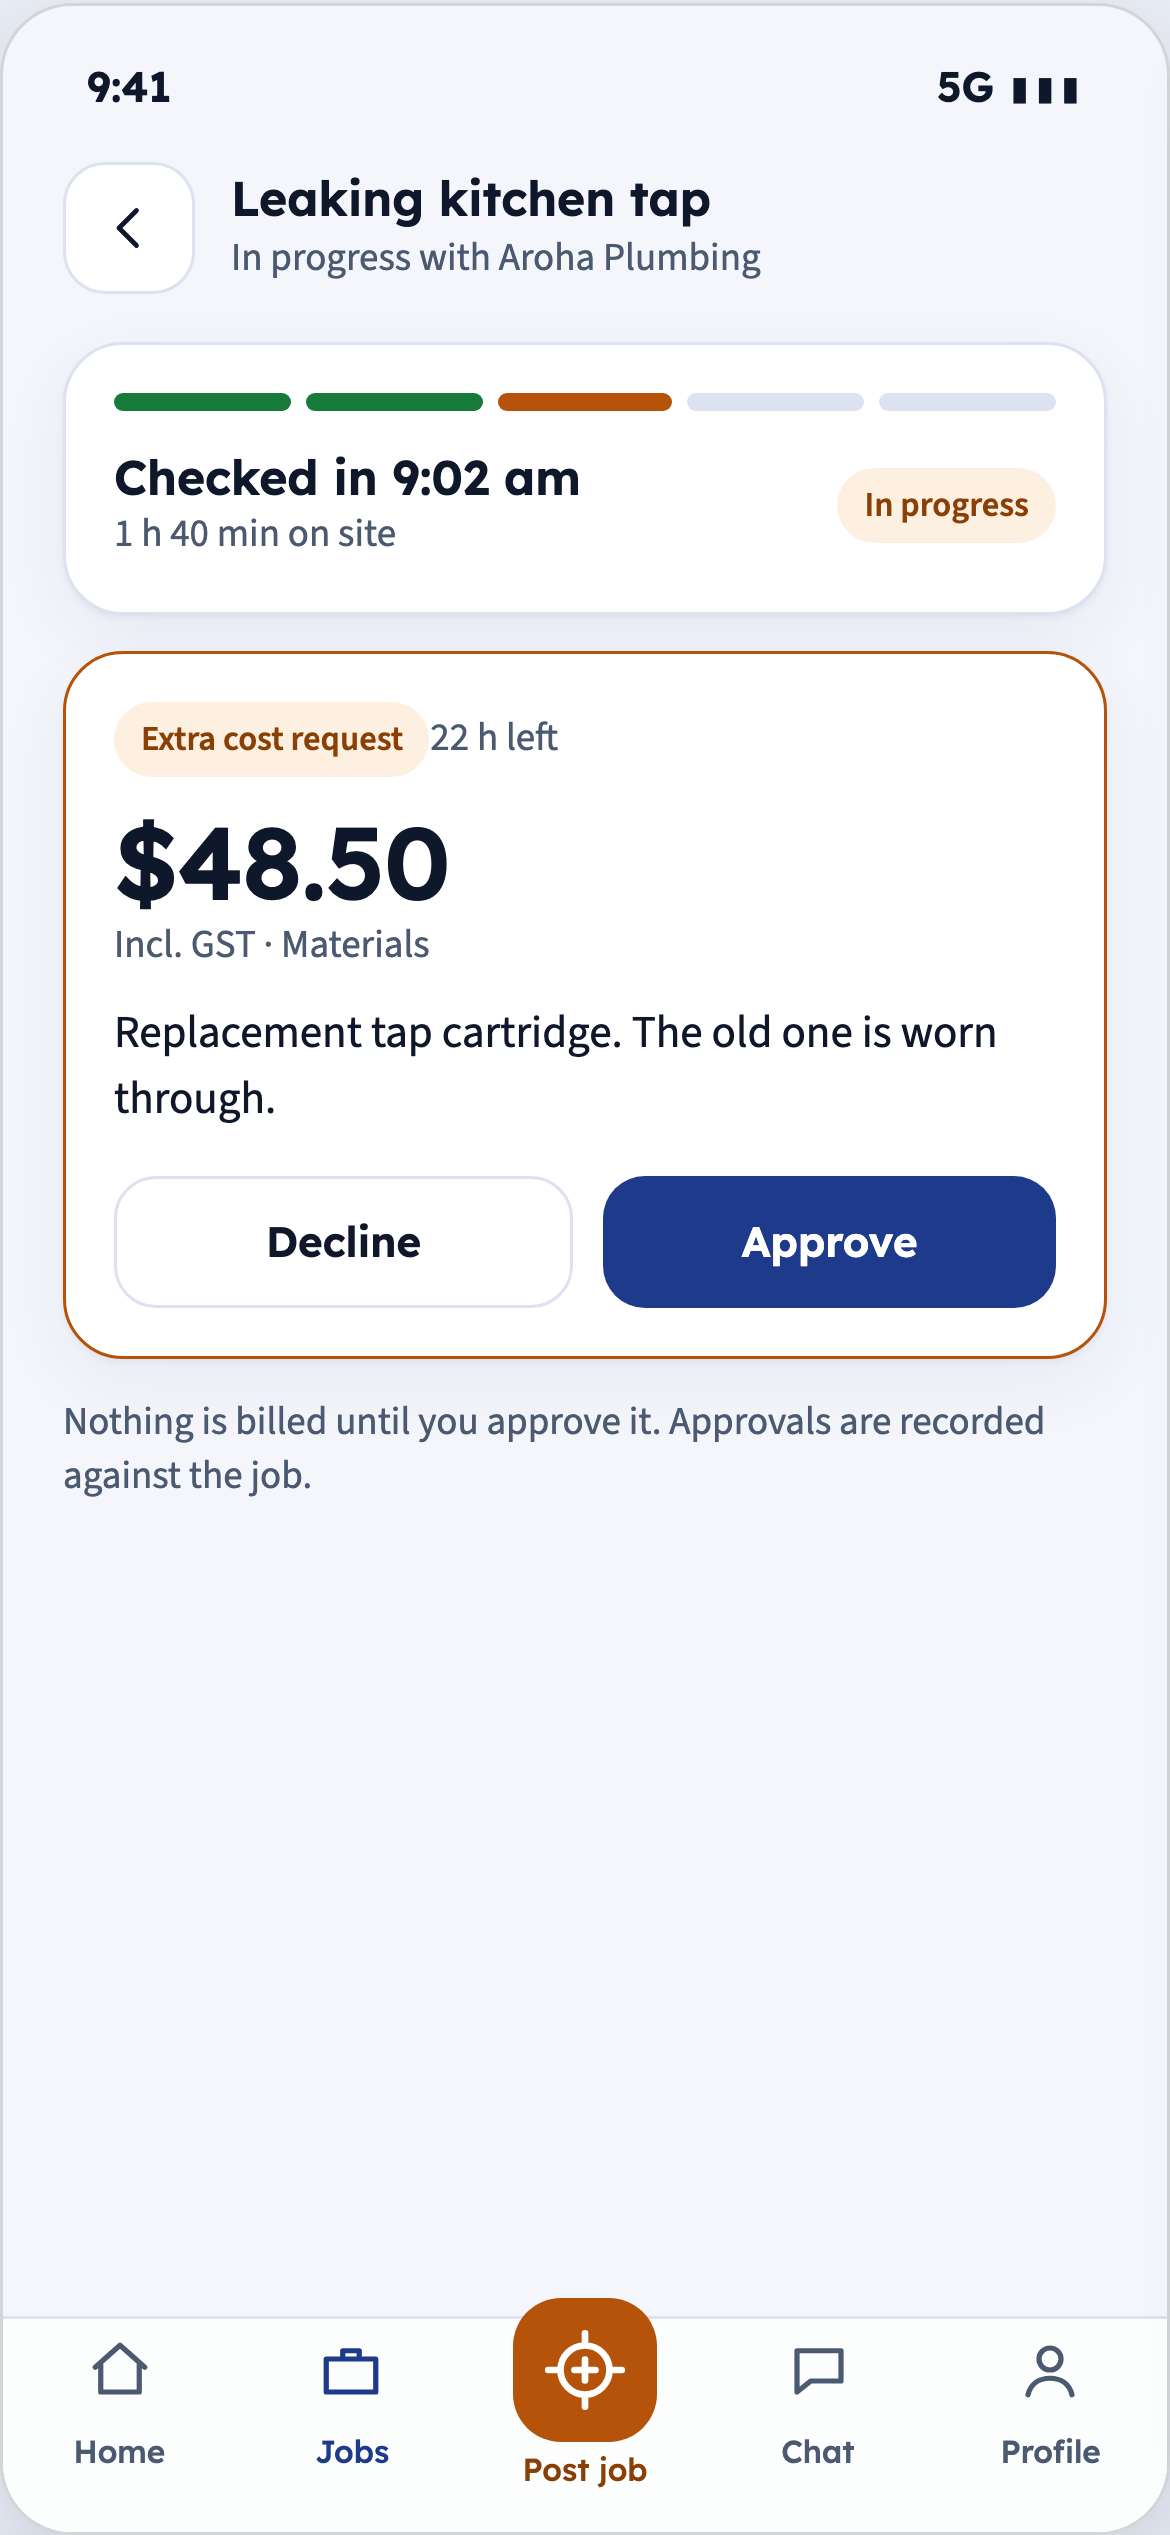 9:41 5G
Leaking kitchen tap
In progress with Aroha Plumbing
Checked in 9:02 am
1 h 40 min on site
In progress
Extra cost request 22 h left
$48.50
Incl. GST · Materials
Replacement tap cartridge. The old one is worn
through.
Decline Approve
Nothing is billed until you approve it. Approvals are recorded
against the job.
Home Jobs Post job Chat Profile